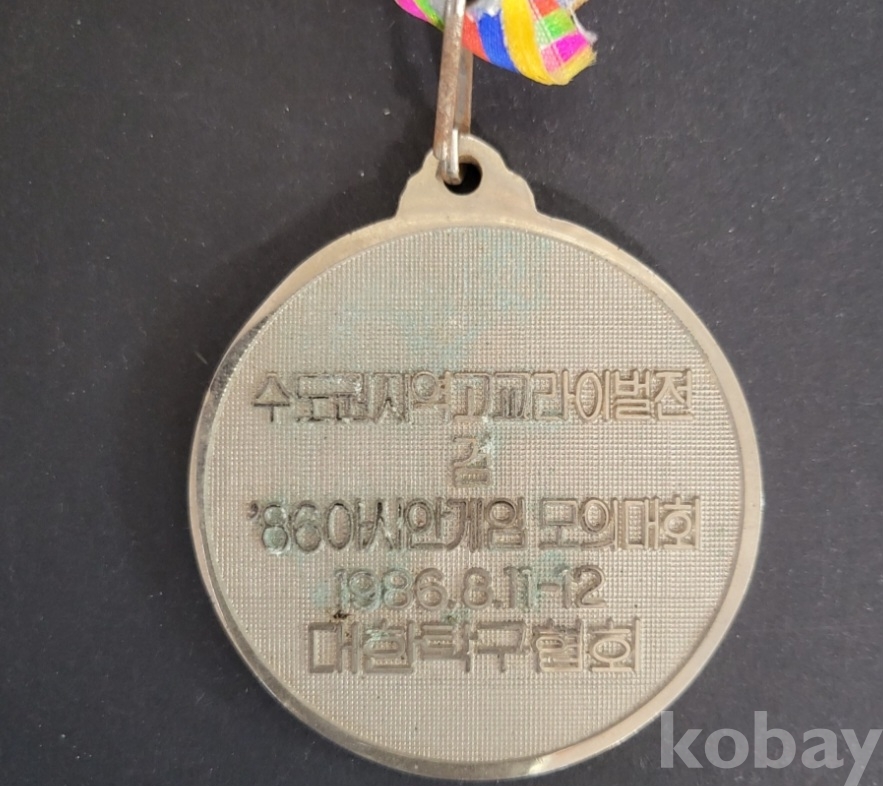 수도권지역고교라이벌전
겸
'86아시안게임 모의대회
1986.8.11-12
대한탁구협회
kobay